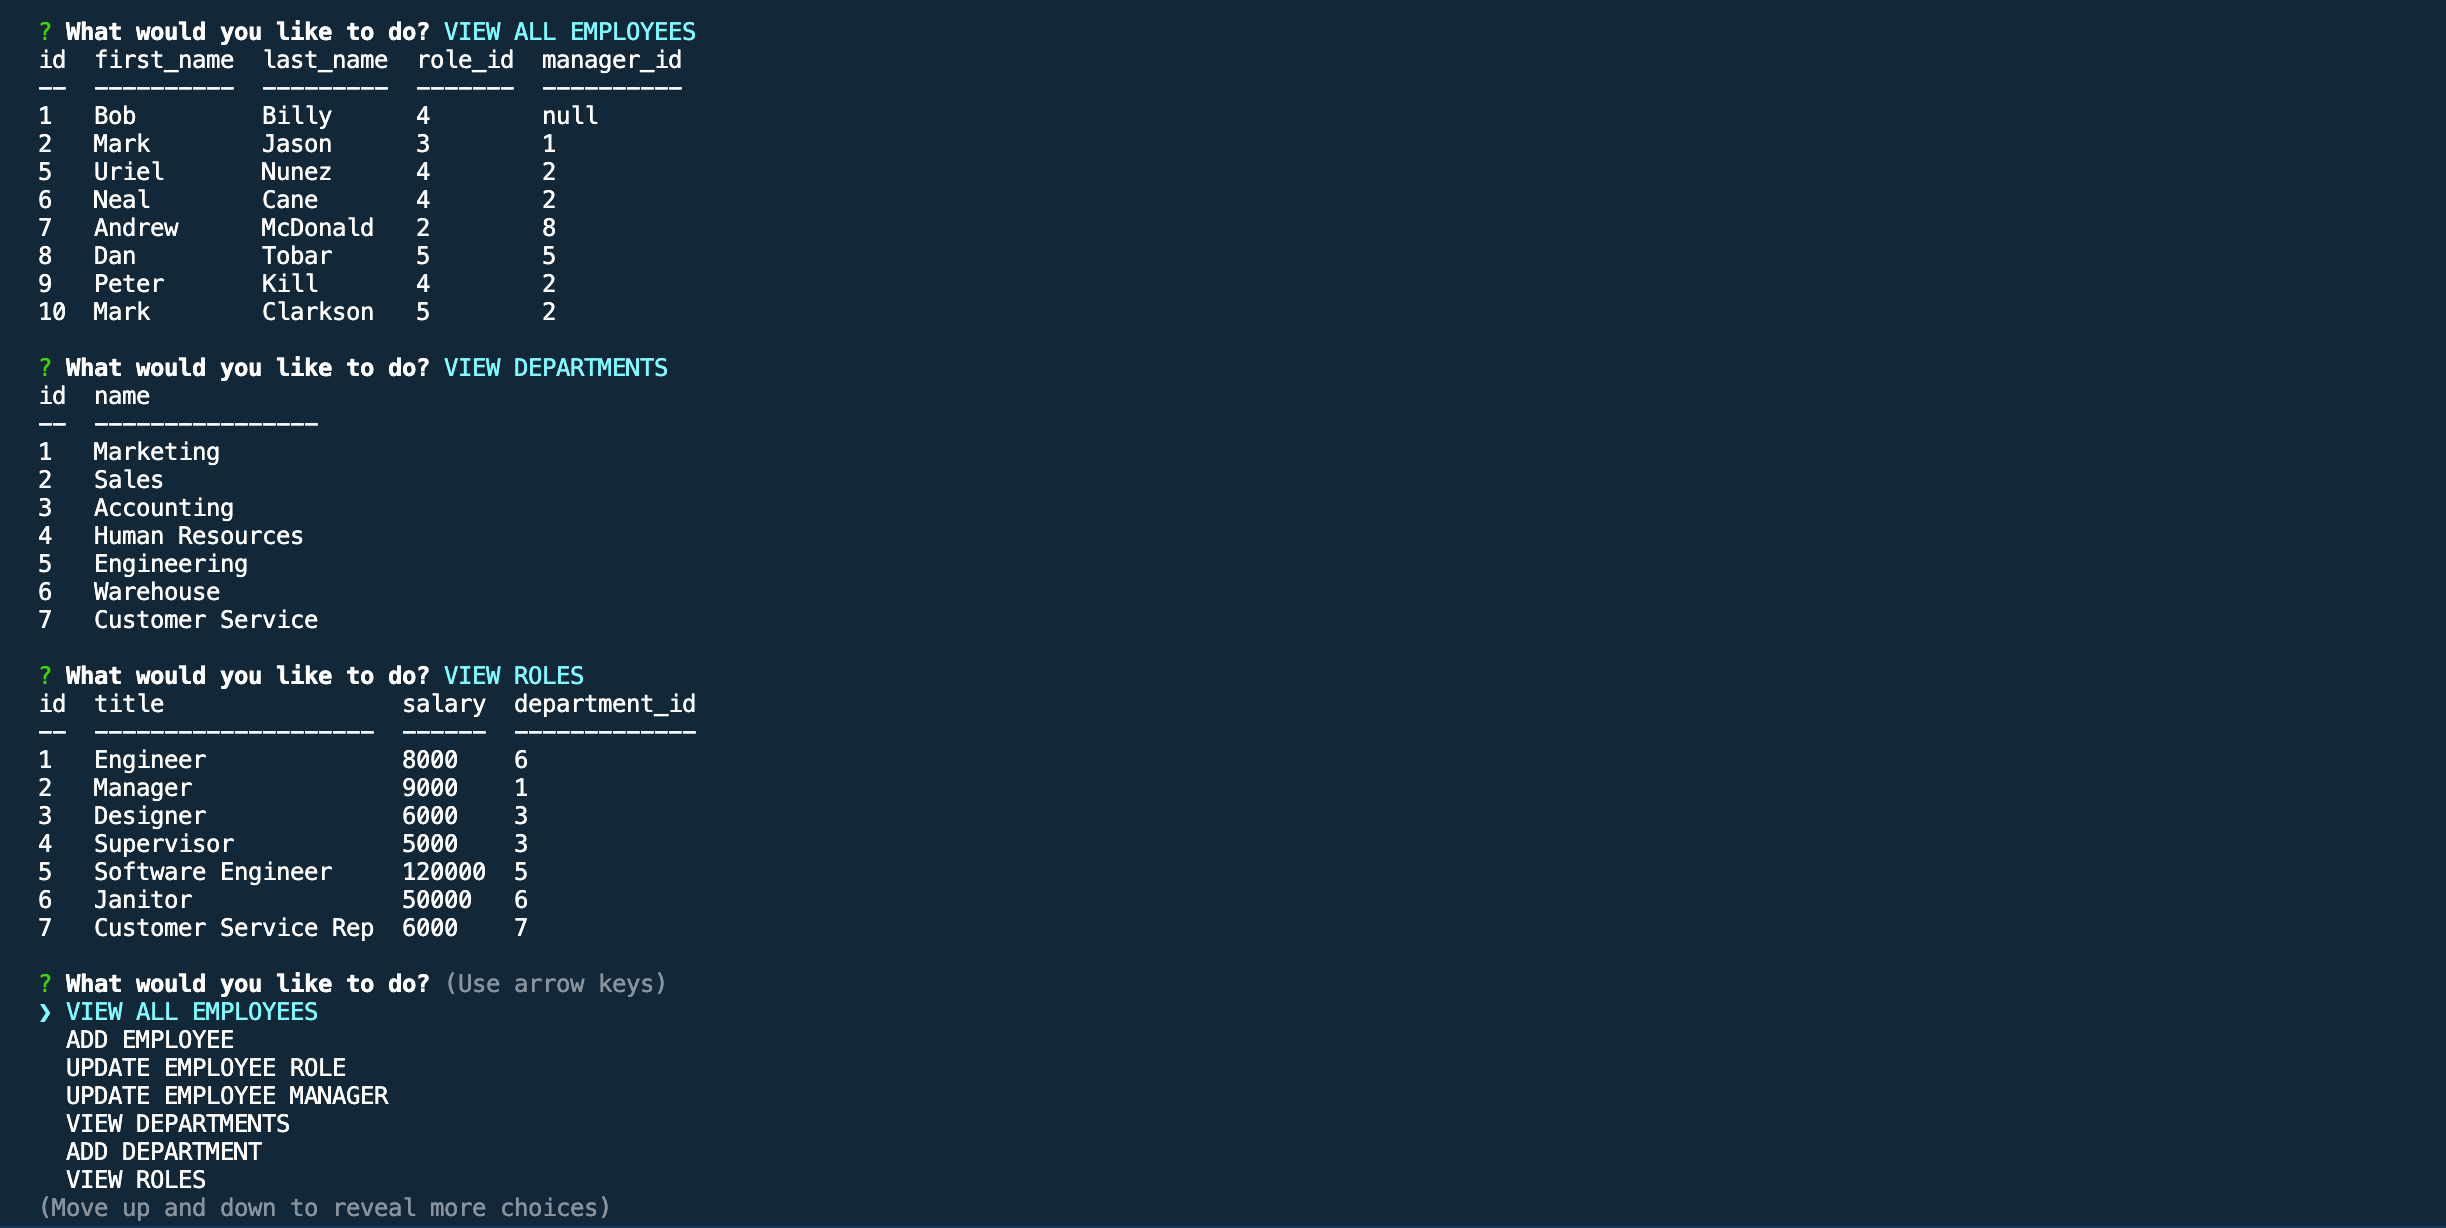 ? What would you like to do? VIEW ALL EMPLOYEES
id  first_name  last_name  role_id  manager_id
--  ----------  ---------  -------  ----------
1   Bob         Billy      4        null
2   Mark        Jason      3        1
5   Uriel       Nunez      4        2
6   Neal        Cane       4        2
7   Andrew      McDonald   2        8
8   Dan         Tobar      5        5
9   Peter       Kill       4        2
10  Mark        Clarkson   5        2
? What would you like to do? VIEW DEPARTMENTS
id  name
--  ----------------
1   Marketing
2   Sales
3   Accounting
4   Human Resources
5   Engineering
6   Warehouse
7   Customer Service
? What would you like to do? VIEW ROLES
id  title                 salary  department_id
--  --------------------  ------  -------------
1   Engineer              8000    6
2   Manager               9000    1
3   Designer              6000    3
4   Supervisor            5000    3
5   Software Engineer     120000  5
6   Janitor               50000   6
7   Customer Service Rep  6000    7
? What would you like to do? (Use arrow keys)
❯ VIEW ALL EMPLOYEES
  ADD EMPLOYEE
  UPDATE EMPLOYEE ROLE
  UPDATE EMPLOYEE MANAGER
  VIEW DEPARTMENTS
  ADD DEPARTMENT
  VIEW ROLES
(Move up and down to reveal more choices)